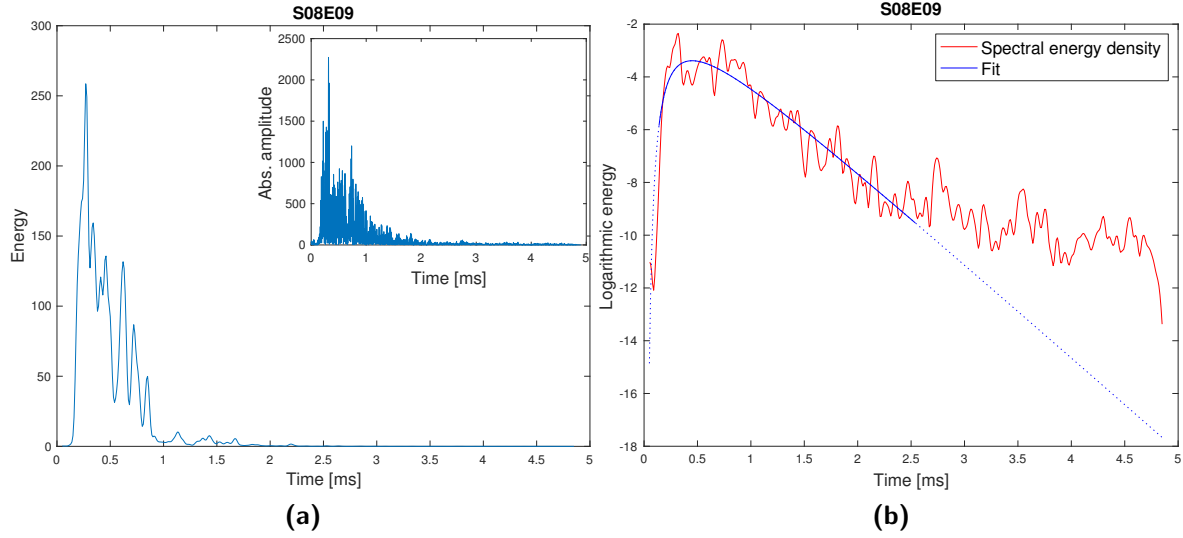 S08E09
300
250
200
150
100
50
0
Energy
0 0.5 1 1.5 2 2.5 3 3.5 4 4.5 5
Time [ms]
2500
2000
1500
1000
500
0
Abs. amplitude
0 1 2 3 4 5
Time [ms]
(a)
S08E09
-2
-4
-6
-8
-10
-12
-14
-16
-18
Logarithmic energy
Spectral energy density
Fit
0 0.5 1 1.5 2 2.5 3 3.5 4 4.5 5
Time [ms]
(b)